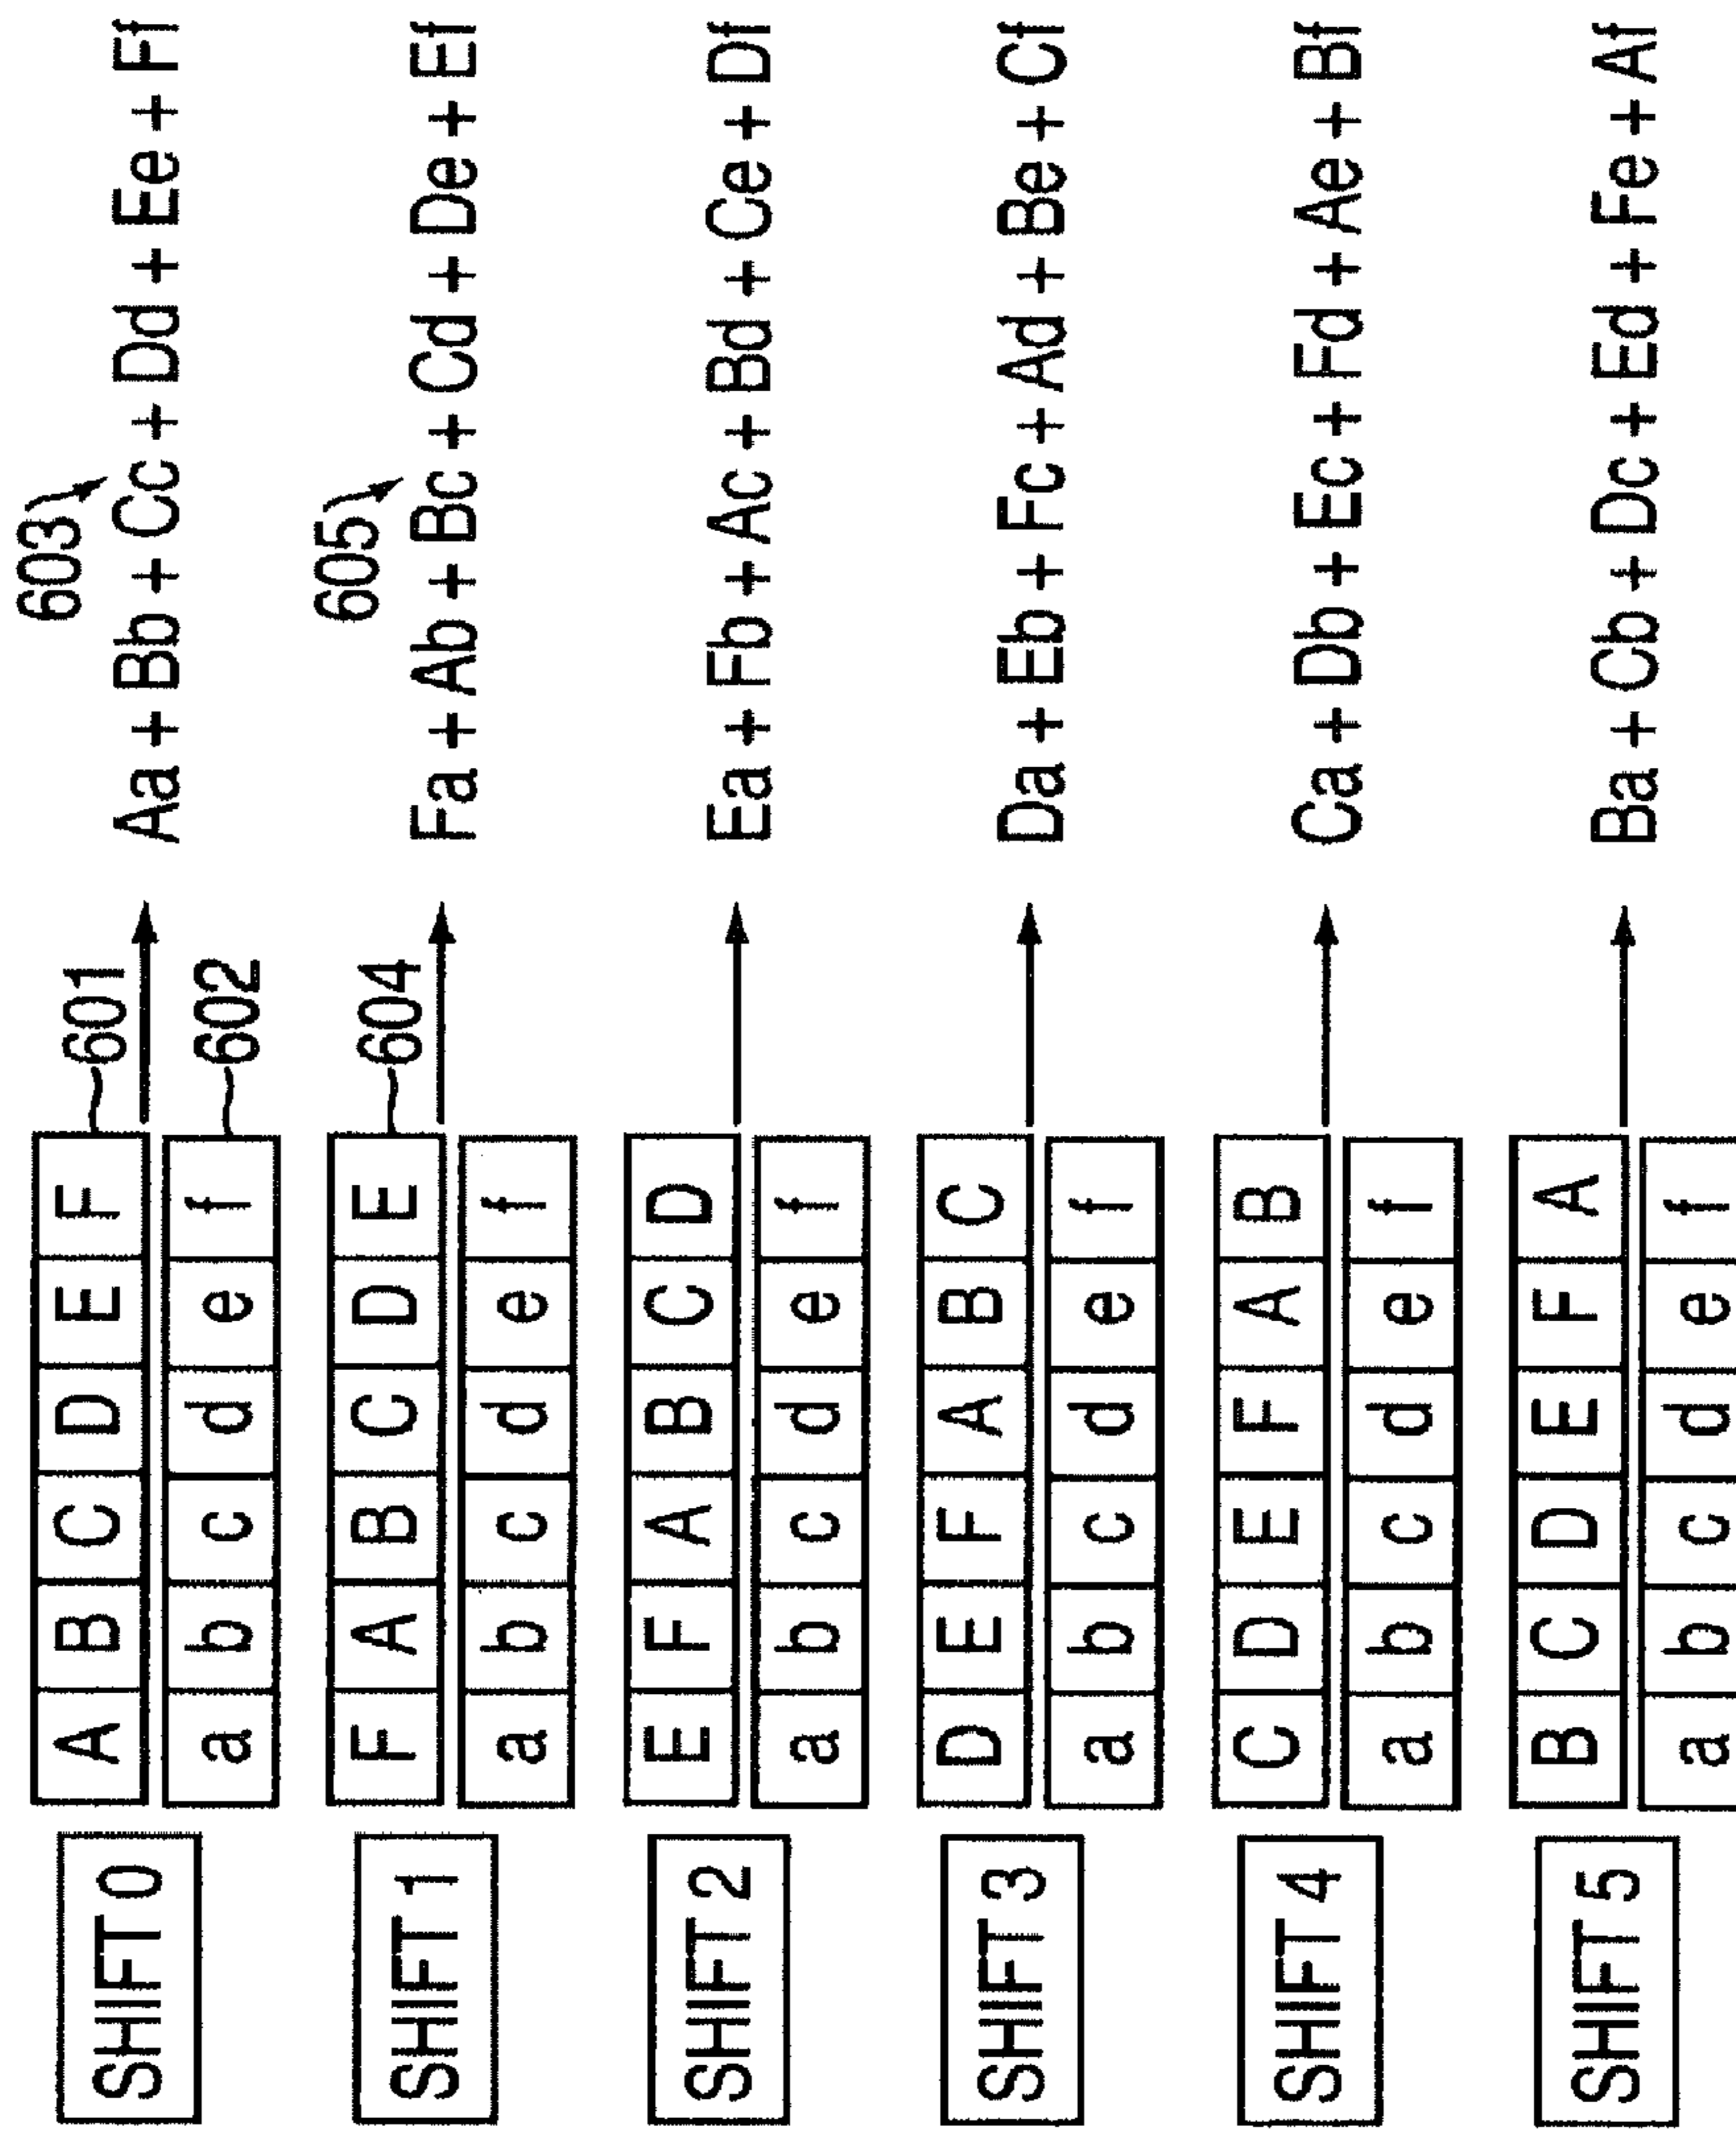 603
SHIFT 0 A B C D E F 601 Aa + Bb + Cc + Dd + Ee + Ff
a b c d e f 602
605
SHIFT 1 F A B C D E 604 Fa + Ab + Bc + Cd + De + Ef
a b c d e f
SHIFT 2 E F A B C D Ea + Fb + Ac + Bd + Ce + Df
a b c d e f
SHIFT 3 D E F A B C Da + Eb + Fc + Ad + Be + Cf
a b c d e f
SHIFT 4 C D E F A B Ca + Db + Ec + Fd + Ae + Bf
a b c d e f
SHIFT 5 B C D E F A Ba + Cb + Dc + Ed + Fe + Af
a b c d e f